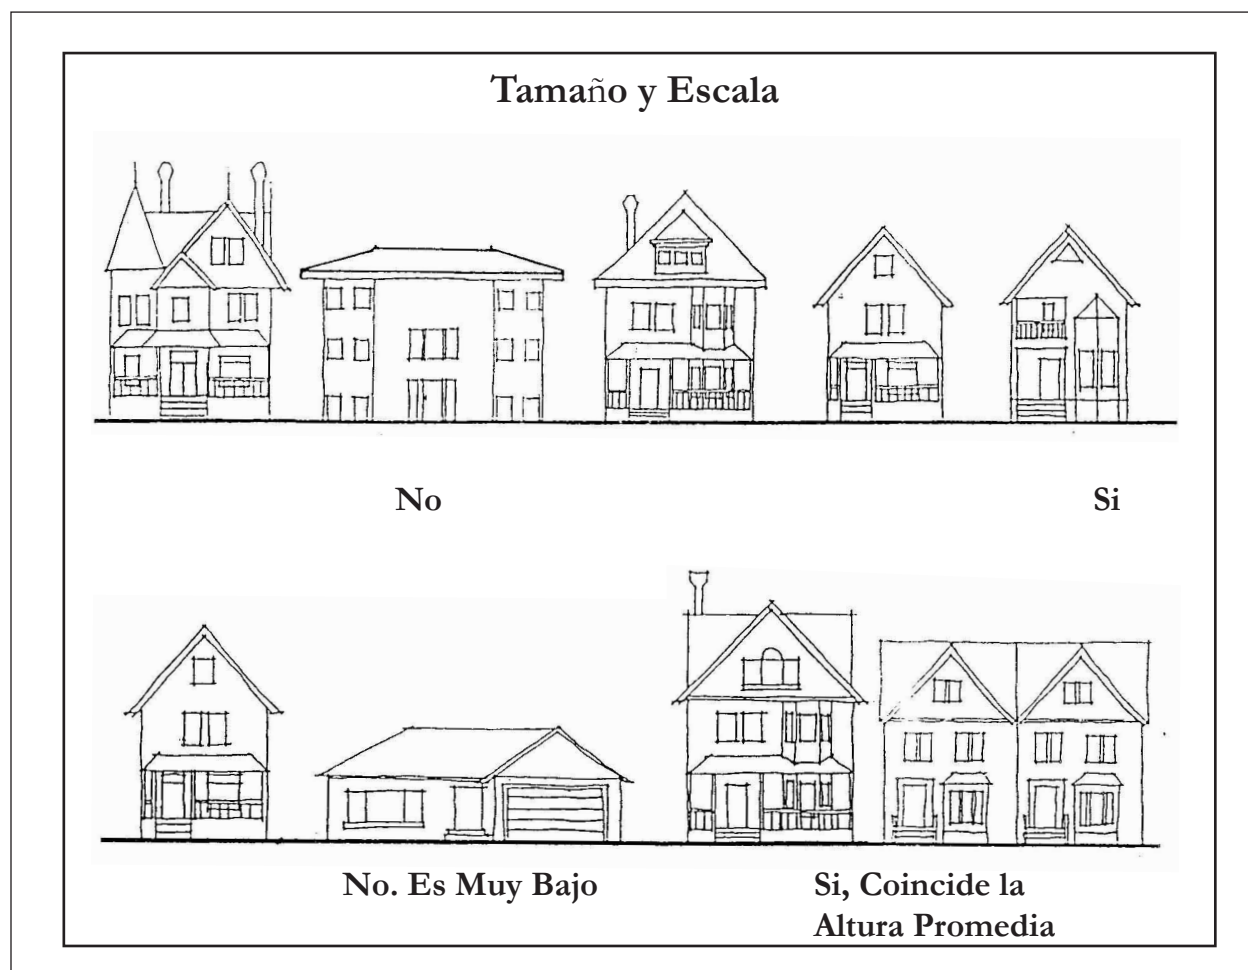 Tamaño y Escala
No
Si
No. Es Muy Bajo
Si, Coincide la
Altura Promedia